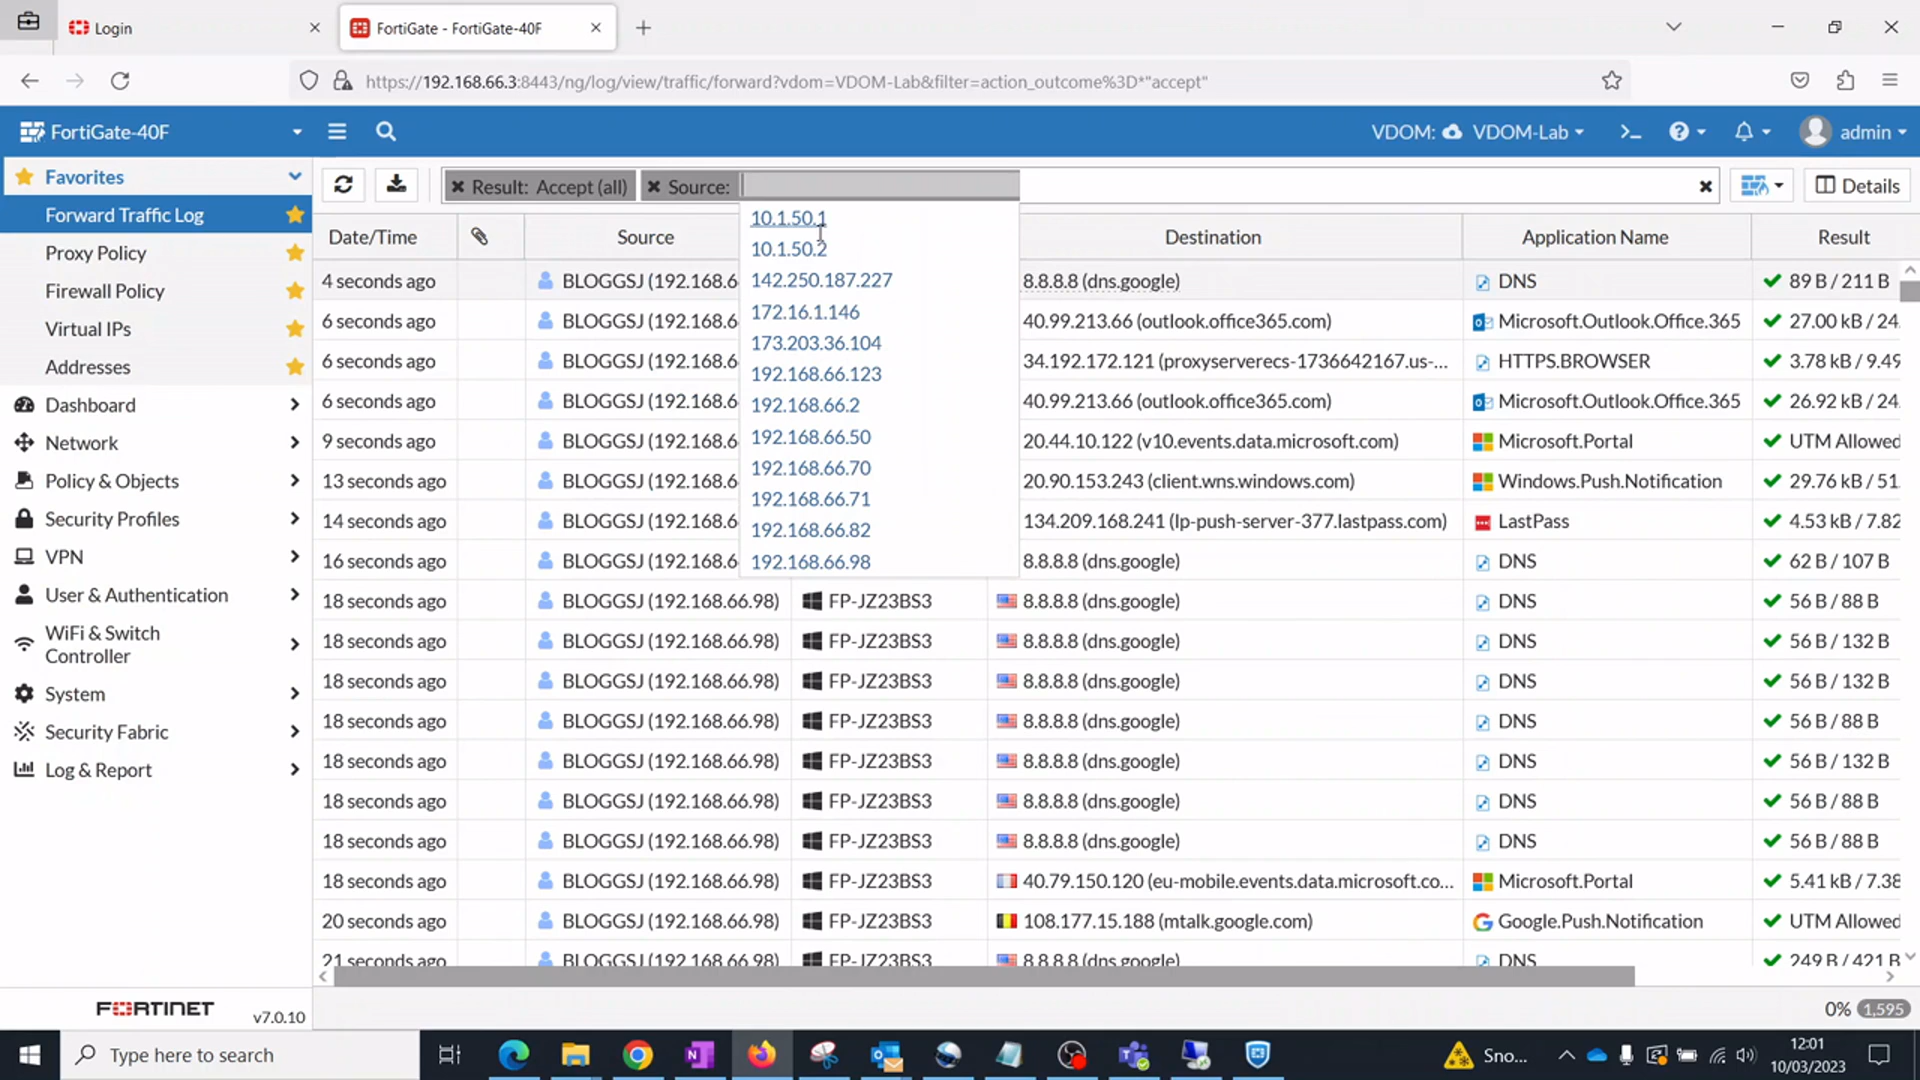 Login
FortiGate - FortiGate-40F
https://192.168.66.3:8443/ng/log/view/traffic/forward?vdom=VDOM-Lab&filter=action_outcome%3D*"accept"
FortiGate-40F
VDOM: VDOM-Lab
admin
Favorites
Forward Traffic Log
Proxy Policy
Firewall Policy
Virtual IPs
Addresses
Dashboard
Network
Policy & Objects
Security Profiles
VPN
User & Authentication
WiFi & Switch
Controller
System
Security Fabric
Log & Report
FORTINET
v7.0.10
Result: Accept (all)
Source:
Details
10.1.50.1
10.1.50.2
142.250.187.227
172.16.1.146
173.203.36.104
192.168.66.123
192.168.66.2
192.168.66.50
192.168.66.70
192.168.66.71
192.168.66.82
192.168.66.98
Date/Time Source Destination Application Name Result
4 seconds ago BLOGGSJ (192.168.6 8.8.8.8 (dns.google) DNS 89 B / 211 B
6 seconds ago BLOGGSJ (192.168.6 40.99.213.66 (outlook.office365.com) Microsoft.Outlook.Office.365 27.00 kB / 24.
6 seconds ago BLOGGSJ (192.168.6 34.192.172.121 (proxyserverecs-1736642167.us-... HTTPS.BROWSER 3.78 kB / 9.49
6 seconds ago BLOGGSJ (192.168.6 40.99.213.66 (outlook.office365.com) Microsoft.Outlook.Office.365 26.92 kB / 24.
9 seconds ago BLOGGSJ (192.168.6 20.44.10.122 (v10.events.data.microsoft.com) Microsoft.Portal UTM Allowed
13 seconds ago BLOGGSJ (192.168.6 20.90.153.243 (client.wns.windows.com) Windows.Push.Notification 29.76 kB / 51.
14 seconds ago BLOGGSJ (192.168.6 134.209.168.241 (lp-push-server-377.lastpass.com) LastPass 4.53 kB / 7.82
16 seconds ago BLOGGSJ (192.168.6 8.8.8.8 (dns.google) DNS 62 B / 107 B
18 seconds ago BLOGGSJ (192.168.66.98) FP-JZ23BS3 8.8.8.8 (dns.google) DNS 56 B / 88 B
18 seconds ago BLOGGSJ (192.168.66.98) FP-JZ23BS3 8.8.8.8 (dns.google) DNS 56 B / 132 B
18 seconds ago BLOGGSJ (192.168.66.98) FP-JZ23BS3 8.8.8.8 (dns.google) DNS 56 B / 132 B
18 seconds ago BLOGGSJ (192.168.66.98) FP-JZ23BS3 8.8.8.8 (dns.google) DNS 56 B / 88 B
18 seconds ago BLOGGSJ (192.168.66.98) FP-JZ23BS3 8.8.8.8 (dns.google) DNS 56 B / 132 B
18 seconds ago BLOGGSJ (192.168.66.98) FP-JZ23BS3 8.8.8.8 (dns.google) DNS 56 B / 88 B
18 seconds ago BLOGGSJ (192.168.66.98) FP-JZ23BS3 8.8.8.8 (dns.google) DNS 56 B / 88 B
18 seconds ago BLOGGSJ (192.168.66.98) FP-JZ23BS3 40.79.150.120 (eu-mobile.events.data.microsoft.co... Microsoft.Portal 5.41 kB / 7.38
20 seconds ago BLOGGSJ (192.168.66.98) FP-JZ23BS3 108.177.15.188 (mtalk.google.com) Google.Push.Notification UTM Allowed
21 seconds ago BLOGGSJ (192.168.66.98) FP-JZ23BS3 8.8.8.8 (dns.google) DNS 249 B / 421 B
0% 1,595
Type here to search
Sno...
12:01
10/03/2023